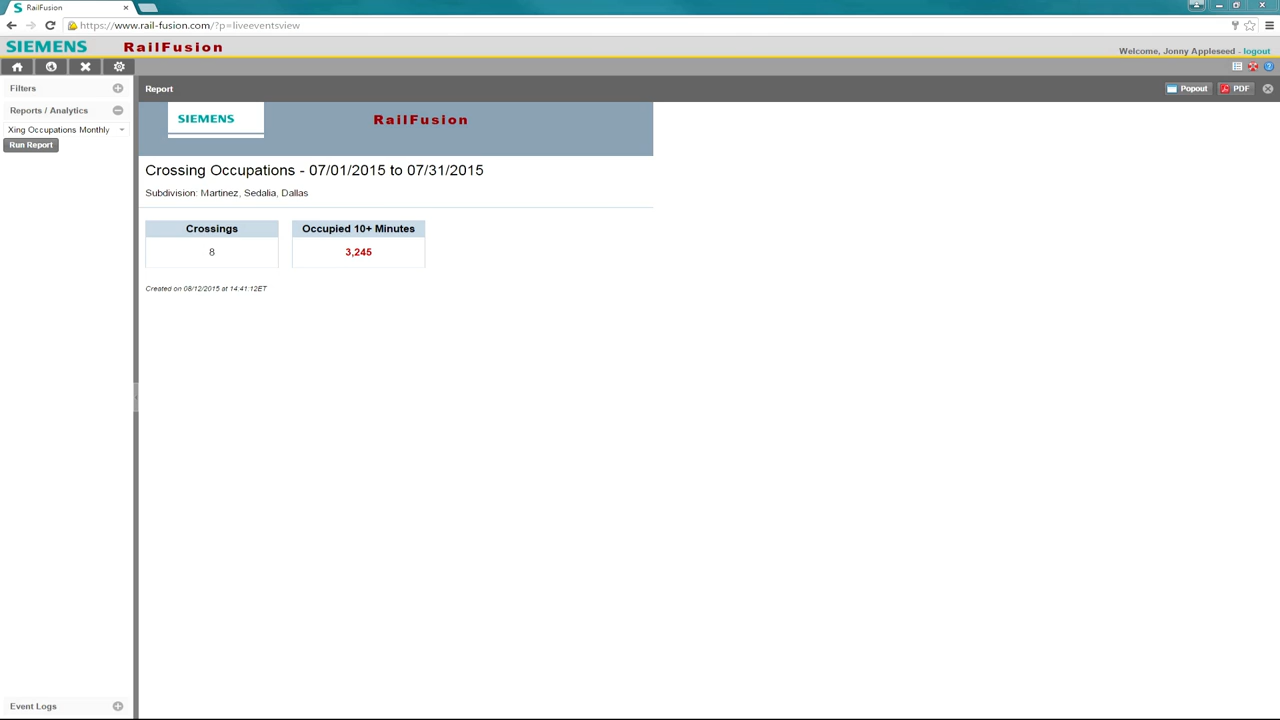 RailFusion
https://www.rail-fusion.com/?p=liveeventsview
SIEMENS RailFusion
Welcome, Jonny Appleseed - logout
Filters
Report
Popout
PDF
Reports / Analytics
Xing Occupations Monthly
Run Report
SIEMENS RailFusion
Crossing Occupations - 07/01/2015 to 07/31/2015
Subdivision: Martinez, Sedalia, Dallas
Crossings Occupied 10+ Minutes
8 3,245
Created on 08/12/2015 at 14:41:12ET
Event Logs